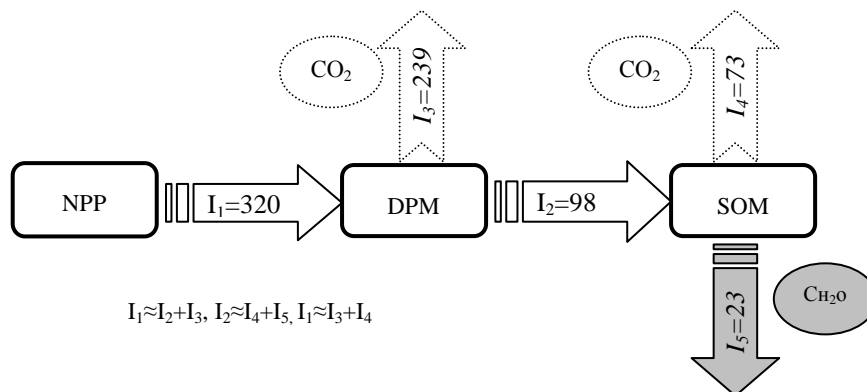 CO₂
I₃=239
CO₂
I₄=73
NPP
I₁=320
DPM
I₂=98
SOM
I₁≈I₂+I₃, I₂≈I₄+I₅, I₁≈I₃+I₄
I₅=23
CH₂O